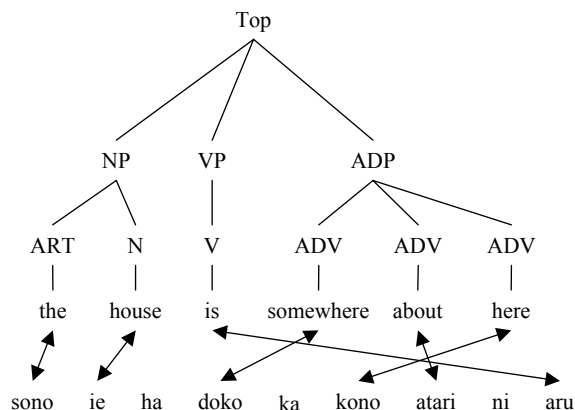 Top
NP VP ADP
ART N V ADV ADV ADV
the house is somewhere about here
sono ie ha doko ka kono atari ni aru